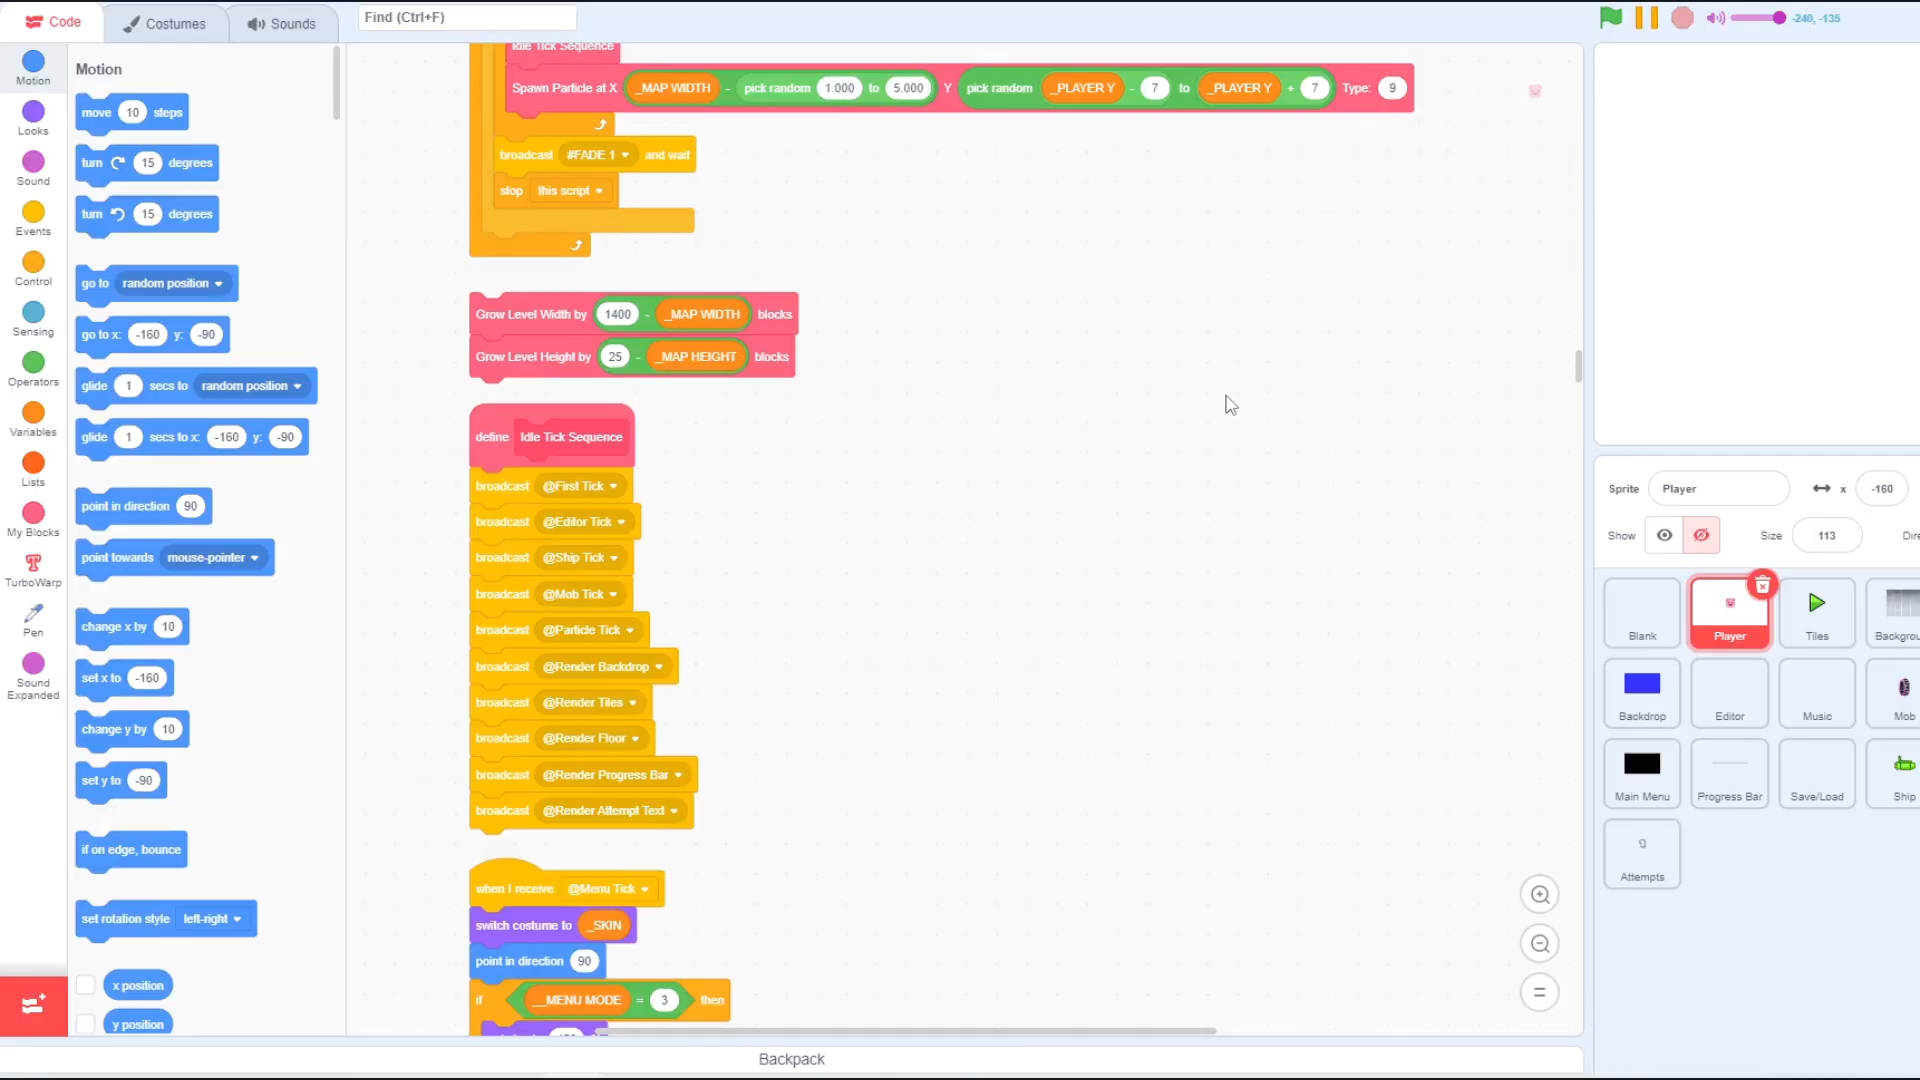 Code
Costumes
Sounds
Find (Ctrl+F)
-240, -135
Motion
Looks
Sound
Events
Control
Sensing
Operators
Variables
Lists
My Blocks
TurboWarp
Pen
Sound
Expanded
Motion
move 10 steps
turn 15 degrees
turn 15 degrees
go to random position
go to x: -160 y: -90
glide 1 secs to random position
glide 1 secs to x: -160 y: -90
point in direction 90
point towards mouse-pointer
change x by 10
set x to -160
change y by 10
set y to -90
if on edge, bounce
set rotation style left-right
x position
y position
Idle Tick Sequence
Spawn Particle at X _MAP WIDTH - pick random 1.000 to 5.000 Y pick random _PLAYER Y - 7 to _PLAYER Y + 7 Type: 9
broadcast #FADE 1 and wait
stop this script
Grow Level Width by 1400 - _MAP WIDTH blocks
Grow Level Height by 25 - _MAP HEIGHT blocks
define Idle Tick Sequence
broadcast @First Tick
broadcast @Editor Tick
broadcast @Ship Tick
broadcast @Mob Tick
broadcast @Particle Tick
broadcast @Render Backdrop
broadcast @Render Tiles
broadcast @Render Floor
broadcast @Render Progress Bar
broadcast @Render Attempt Text
when I receive @Menu Tick
switch costume to _SKIN
point in direction 90
if __MENU MODE = 3 then
Backpack
Sprite Player x -160
Show Size 113 Dire
Blank
Player
Tiles
Backgrou
Backdrop
Editor
Music
Mob
Main Menu
Progress Bar
Save/Load
Ship
Attempts